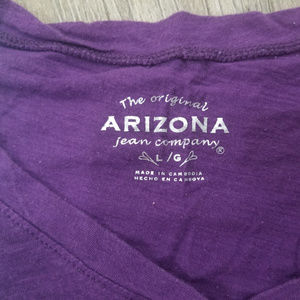 The original
ARIZONA
jean company
®
L/G
MADE IN CAMBODIA
HECHO EN CAMBOYA